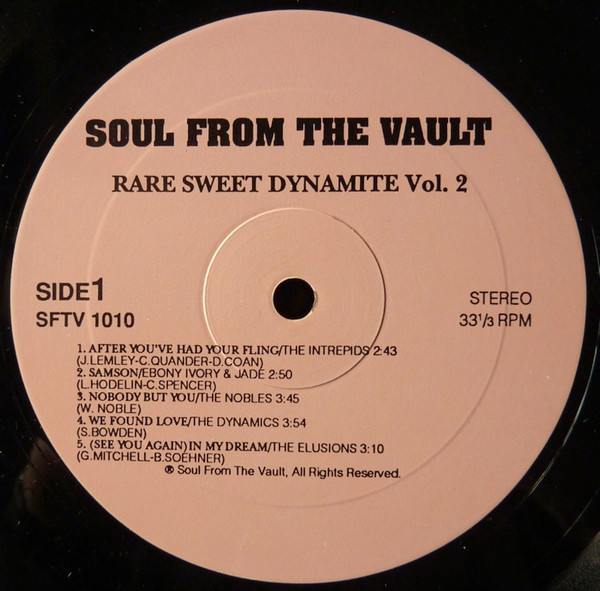 SOUL FROM THE VAULT
RARE SWEET DYNAMITE Vol. 2
SIDE1
SFTV 1010
STEREO
33¹/₃ RPM
1. AFTER YOU'VE HAD YOUR FLING/THE INTREPIDS 2:43
(J.LEMLEY-C.QUANDER-D.COAN)
2. SAMSON/EBONY IVORY & JADE 2:50
(L.HODELIN-C.SPENCER)
3. NOBODY BUT YOU/THE NOBLES 3:45
(W. NOBLE)
4. WE FOUND LOVE/THE DYNAMICS 3:54
(S.BOWDEN)
5. (SEE YOU AGAIN) IN MY DREAM/THE ELUSIONS 3:10
(G.MITCHELL-B.SOEHNER)
® Soul From The Vault, All Rights Reserved.